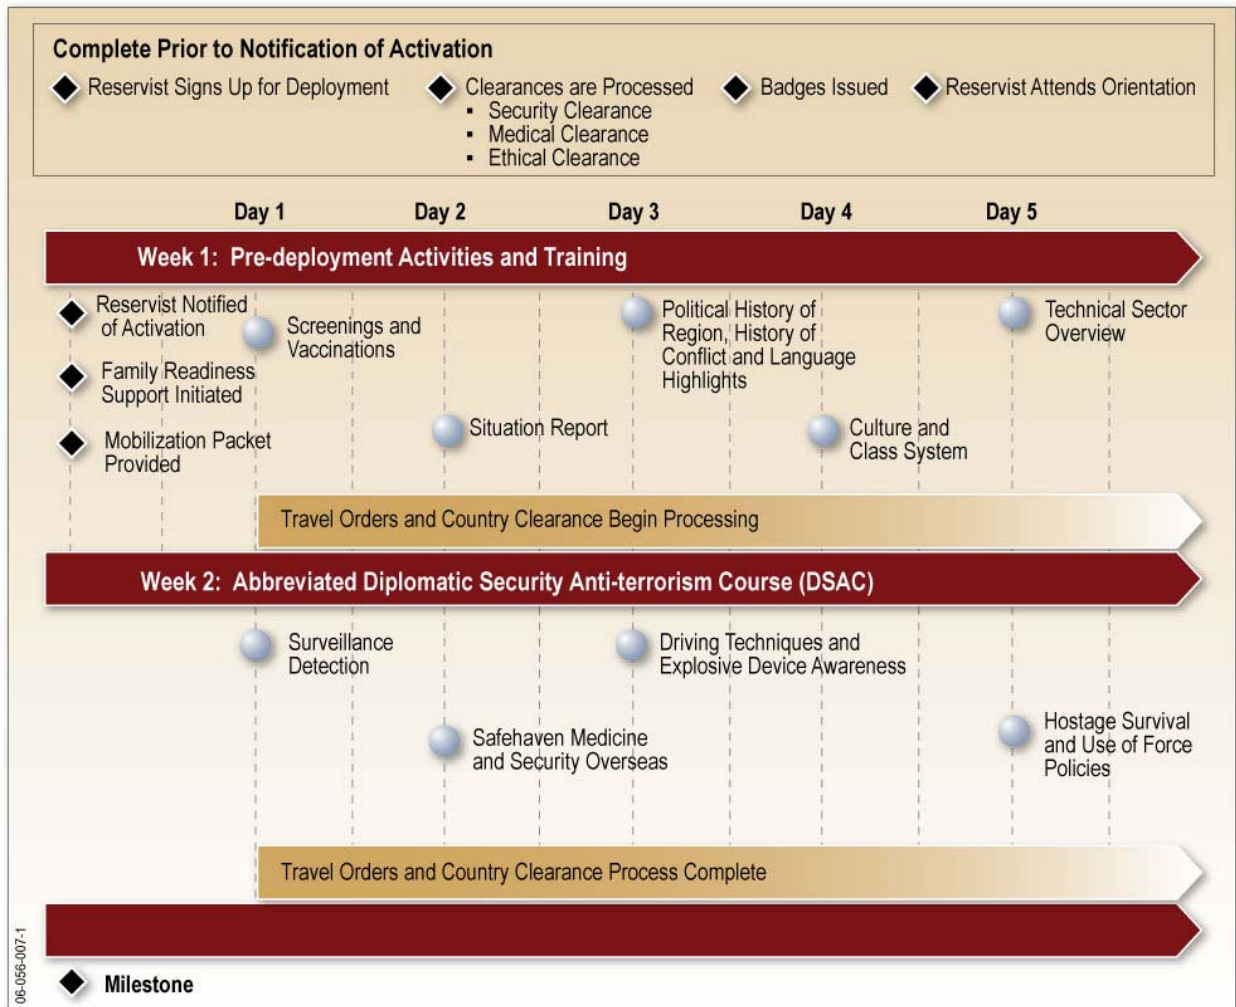 Complete Prior to Notification of Activation
Reservist Signs Up for Deployment
Clearances are Processed
▪ Security Clearance
▪ Medical Clearance
▪ Ethical Clearance
Badges Issued
Reservist Attends Orientation
Day 1 Day 2 Day 3 Day 4 Day 5
Week 1: Pre-deployment Activities and Training
Reservist Notified
of Activation
Family Readiness
Support Initiated
Mobilization Packet
Provided
Screenings and
Vaccinations
Situation Report
Political History of
Region, History of
Conflict and Language
Highlights
Culture and
Class System
Technical Sector
Overview
Travel Orders and Country Clearance Begin Processing
Week 2: Abbreviated Diplomatic Security Anti-terrorism Course (DSAC)
Surveillance
Detection
Safehaven Medicine
and Security Overseas
Driving Techniques and
Explosive Device Awareness
Hostage Survival
and Use of Force
Policies
Travel Orders and Country Clearance Process Complete
Milestone
06-056-007-1